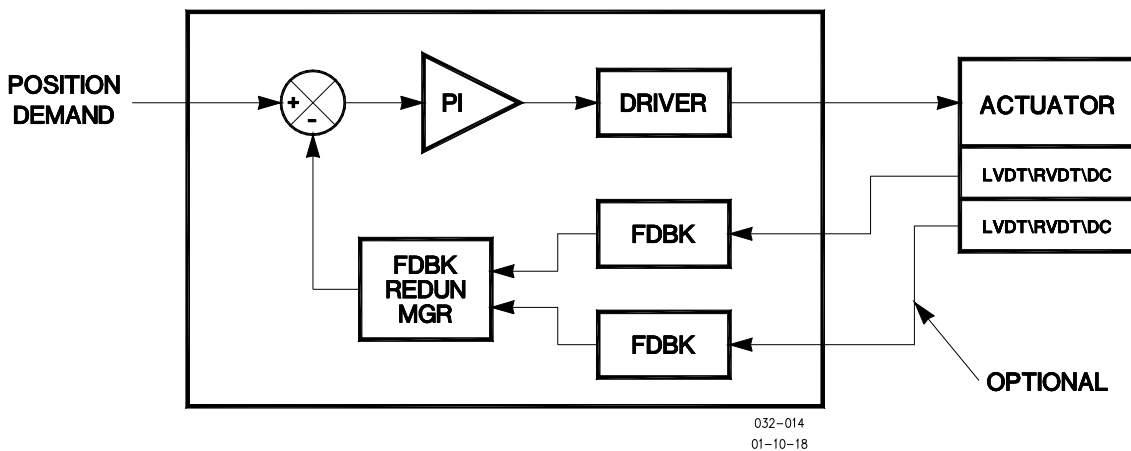 POSITION
DEMAND
+
-
PI
DRIVER
ACTUATOR
LVDT\RVDT\DC
LVDT\RVDT\DC
FDBK
FDBK
REDUN
MGR
FDBK
OPTIONAL
032-014
01-10-18